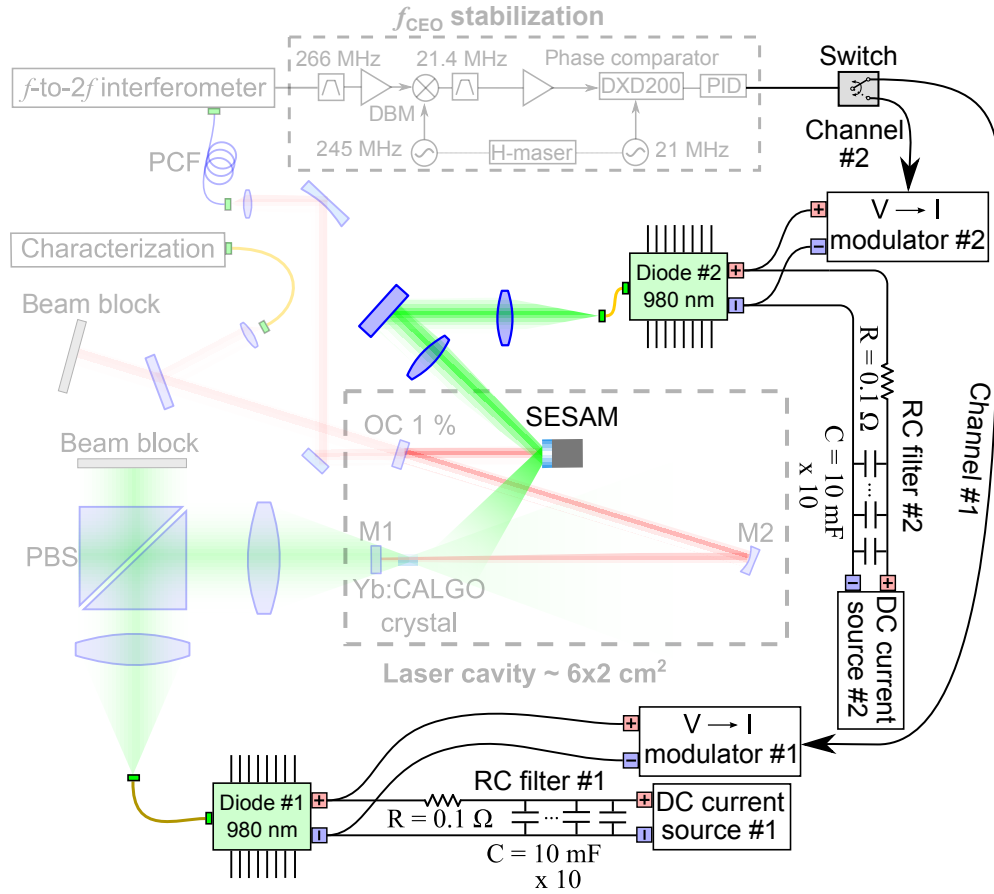 f_CEO stabilization
266 MHz
21.4 MHz
Phase comparator
f-to-2f interferometer
DBM
DXD200
PID
245 MHz
H-maser
21 MHz
Switch
Channel
#2
PCF
V → I
modulator #2
Characterization
Diode #2
980 nm
+
−
+
−
Beam block
R = 0.1 Ω
RC filter #2
C = 10 mF
x 10
...
...
Channel #1
OC 1 %
SESAM
Beam block
PBS
M1
M2
Yb:CALGO
crystal
−
+
DC current
source #2
Laser cavity ~ 6x2 cm²
+
−
V → I
modulator #1
RC filter #1
Diode #1
980 nm
+
−
R = 0.1 Ω
...
+
−
DC current
source #1
C = 10 mF
x 10